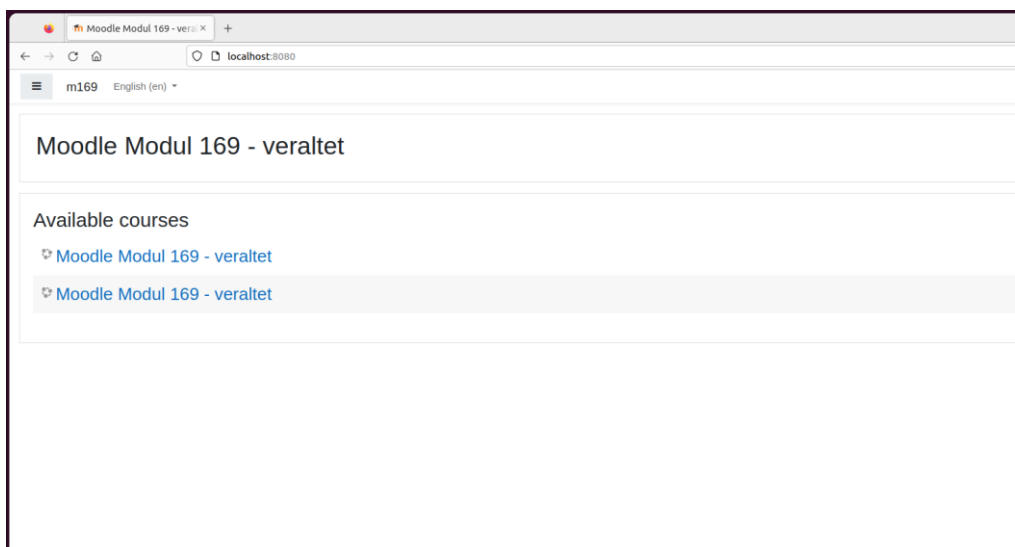 Moodle Modul 169 - vera
localhost:8080
m169 English (en)
Moodle Modul 169 - veraltet
Available courses
Moodle Modul 169 - veraltet
Moodle Modul 169 - veraltet